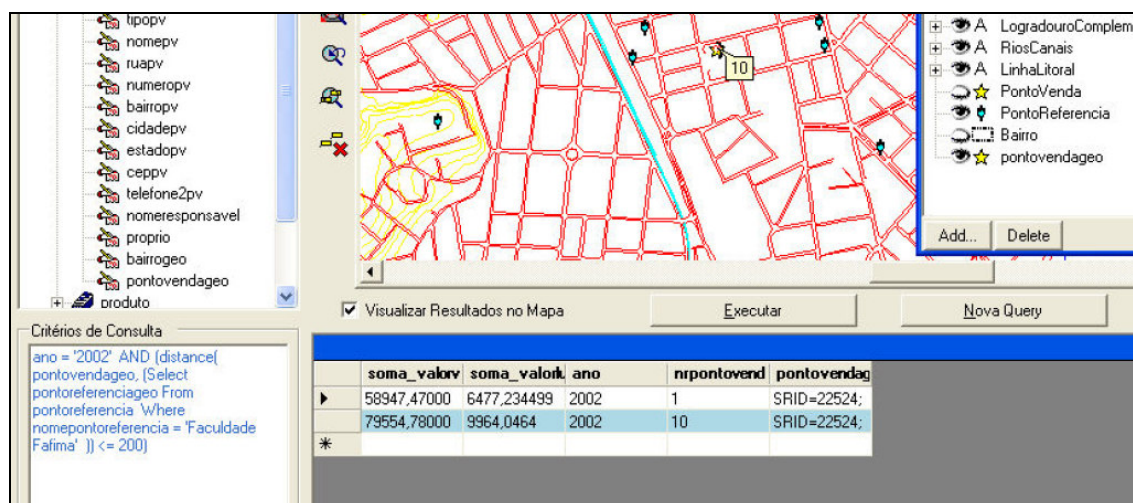 tipopv
nomepv
ruapv
numeropv
bairropv
cidadepv
estadopv
ceppv
telefone2pv
nomeresponsavel
proprio
bairrogeo
pontovendageo
produto
10
A LogradouroComplem
A RiosCanais
A LinhaLitoral
PontoVenda
PontoReferencia
Bairro
pontovendageo
Add... Delete
Visualizar Resultados no Mapa Executar Nova Query
Critérios de Consulta
ano = '2002' AND (distance(
pontovendageo, (Select
pontoreferenciageo From
pontoreferencia Where
nomepontoreferencia = 'Faculdade
Fafima' )) <= 200)
soma_valorv soma_valorlu ano nrpontovend pontovendag
58947,47000 6477,234499 2002 1 SRID=22524;
79554,78000 9964,0464 2002 10 SRID=22524;